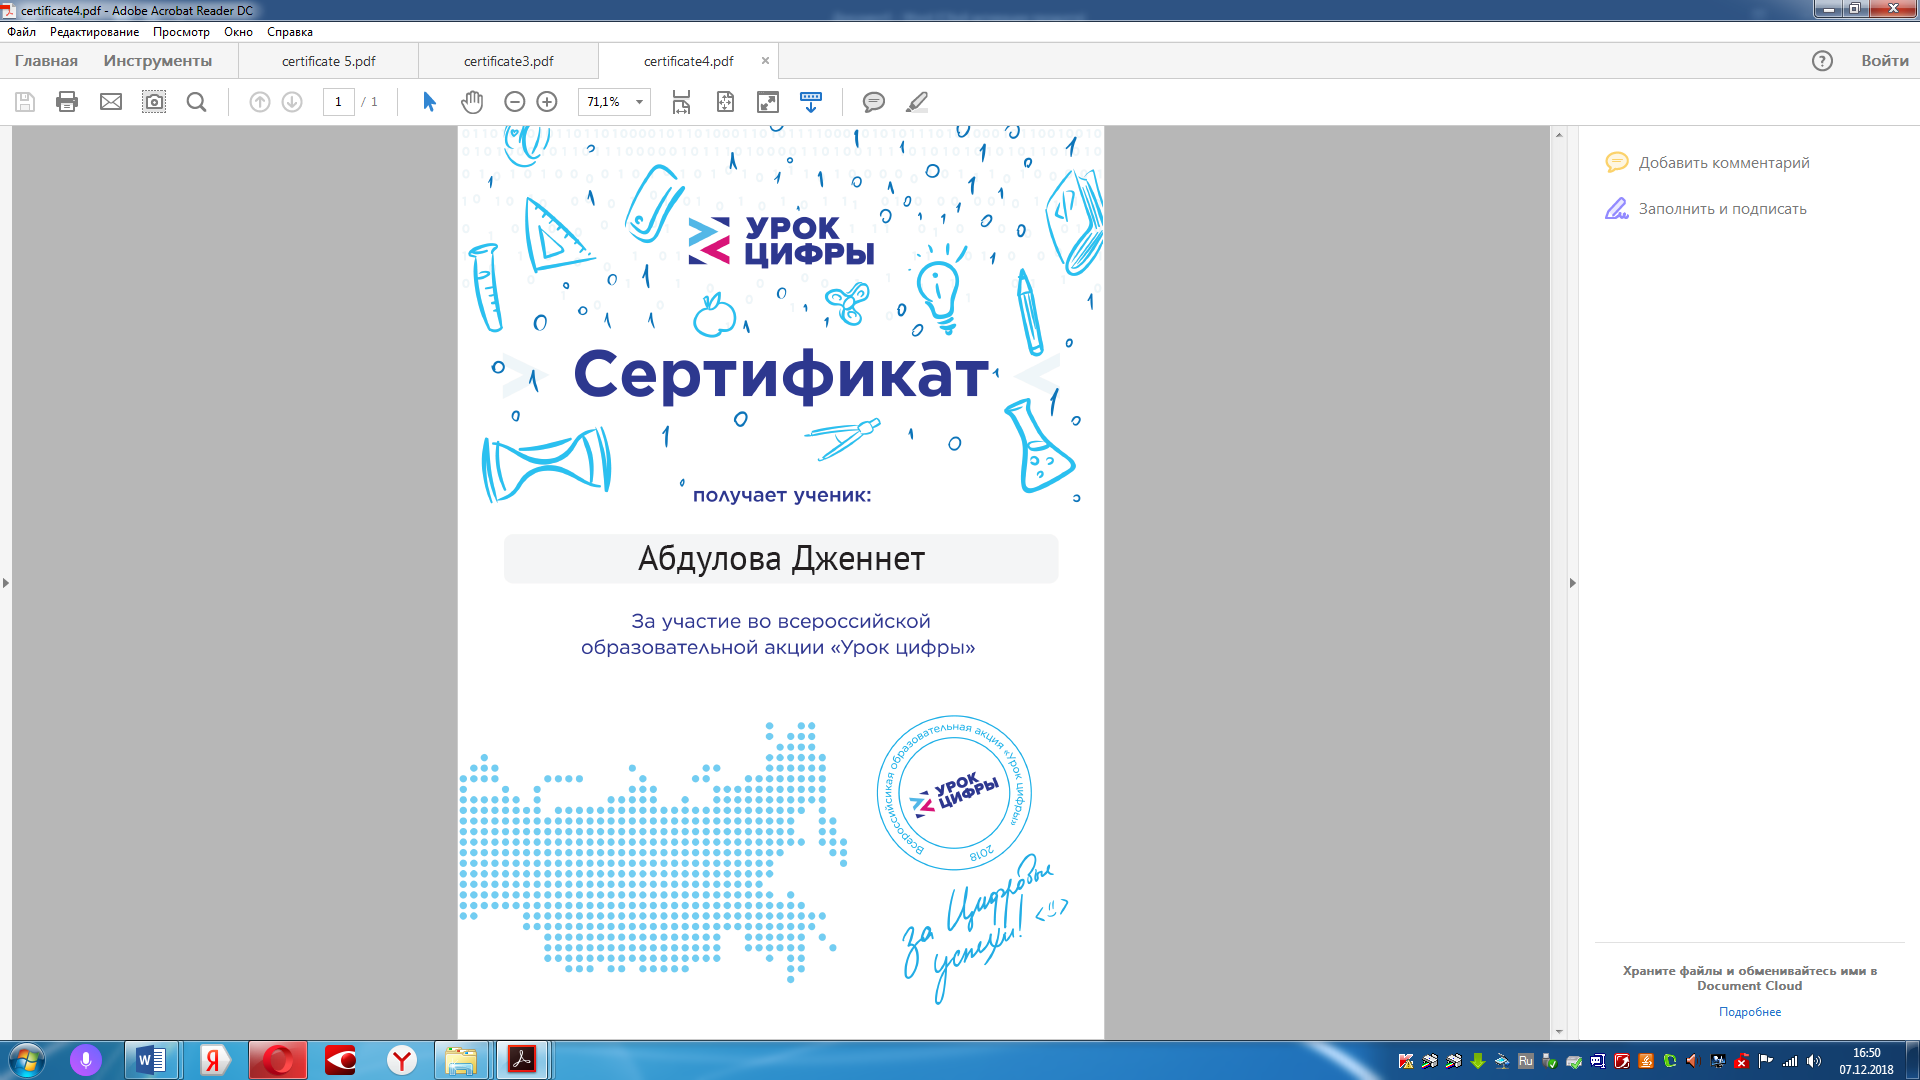 certificate4.pdf - Adobe Acrobat Reader DC
Файл Редактирование Просмотр Окно Справка
Главная Инструменты certificate 5.pdf certificate3.pdf certificate4.pdf Войти
1 / 1 71,1%
Добавить комментарий
Заполнить и подписать
УРОК
ЦИФРЫ
Сертификат
получает ученик:
Абдулова Дженнет
За участие во всероссийской
образовательной акции «Урок цифры»
Всероссийсикая образовательная акция «Урок цифры»
УРОК
ЦИФРЫ
2018
за Цифровые
успехи!
Храните файлы и обменивайтесь ими в
Document Cloud
Подробнее
Ru
16:50
07.12.2018